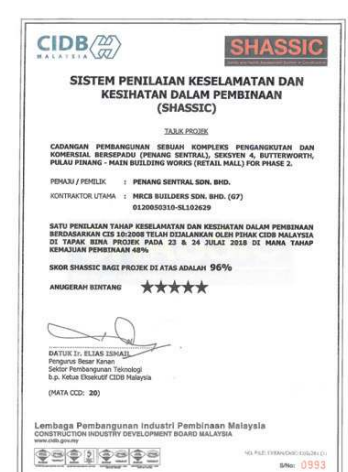 CIDB
MALAYSIA
SHASSIC
SISTEM PENILAIAN KESELAMATAN DAN
KESIHATAN DALAM PEMBINAAN
(SHASSIC)
TAJUK PROJEK
CADANGAN PEMBANGUNAN SEBUAH KOMPLEKS PENGANGKUTAN DAN
KOMERSIAL BERSEPADU (PENANG SENTRAL), SEKSYEN 4, BUTTERWORTH,
PULAU PINANG - MAIN BUILDING WORKS (RETAIL MALL) FOR PHASE 2.
PEMAJU / PEMILIK : PENANG SENTRAL SDN. BHD.
KONTRAKTOR UTAMA : MRCB BUILDERS SDN. BHD. (G7)
0120050310-SL102629
SATU PENILAIAN TAHAP KESELAMATAN DAN KESIHATAN DALAM PEMBINAAN
BERDASARKAN CIS 10:2008 TELAH DIJALANKAN OLEH PIHAK CIDB MALAYSIA
DI TAPAK BINA PROJEK PADA 23 & 24 JULAI 2018 DI MANA TAHAP
KEMAJUAN PEMBINAAN 48%
SKOR SHASSIC BAGI PROJEK DI ATAS ADALAH 96%
ANUGERAH BINTANG
DATUK Ir. ELIAS ISMAIL
Pengurus Besar Kanan
Sektor Pembangunan Teknologi
b.p. Ketua Eksekutif CIDB Malaysia
(MATA CCD: 20)
Lembaga Pembangunan Industri Pembinaan Malaysia
CONSTRUCTION INDUSTRY DEVELOPMENT BOARD MALAYSIA
www.cidb.gov.my
S/No: 0993